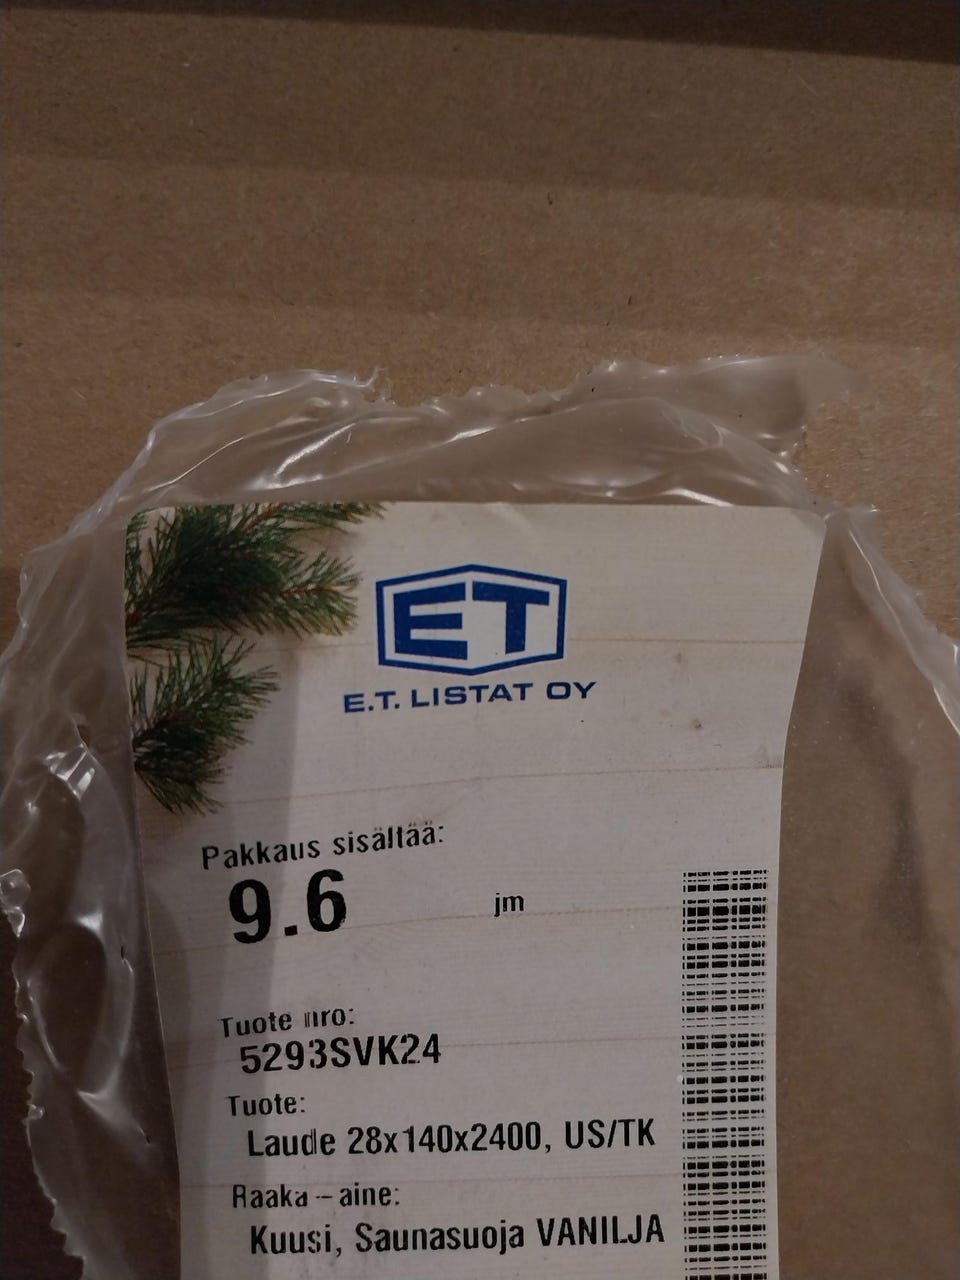 ET
E.T. LISTAT OY
Pakkaus sisältää:
9.6 jm
Tuote nro:
5293SVK24
Tuote:
Laude 28x140x2400, US/TK
Raaka-aine:
Kuusi, Saunasuoja VANILJA